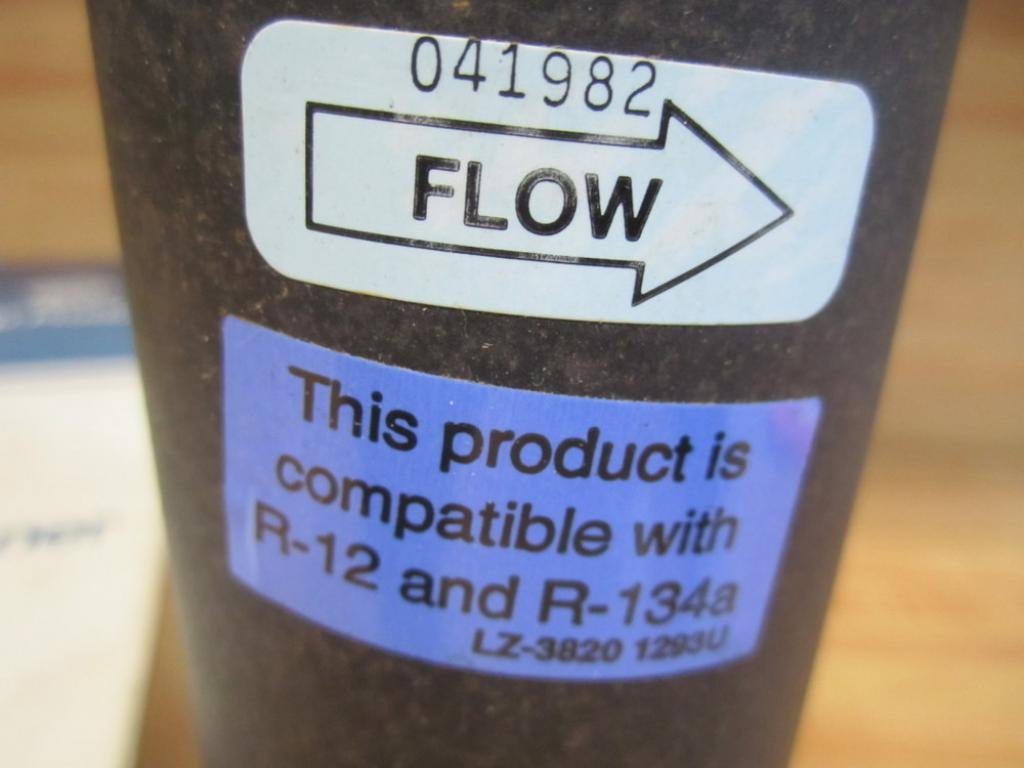 041982
FLOW
This product is
compatible with
R-12 and R-134a
LZ-3820 1293U